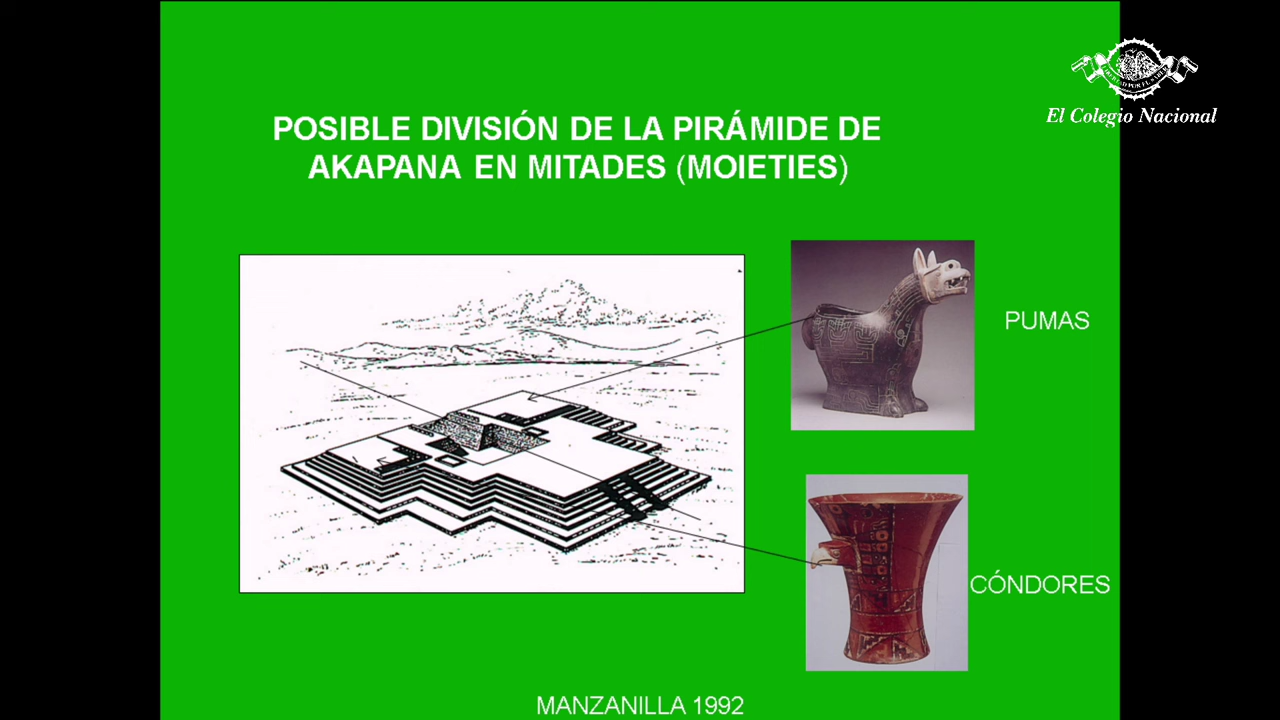 El Colegio Nacional
POSIBLE DIVISIÓN DE LA PIRÁMIDE DE
AKAPANA EN MITADES (MOIETIES)
PUMAS
CÓNDORES
MANZANILLA 1992